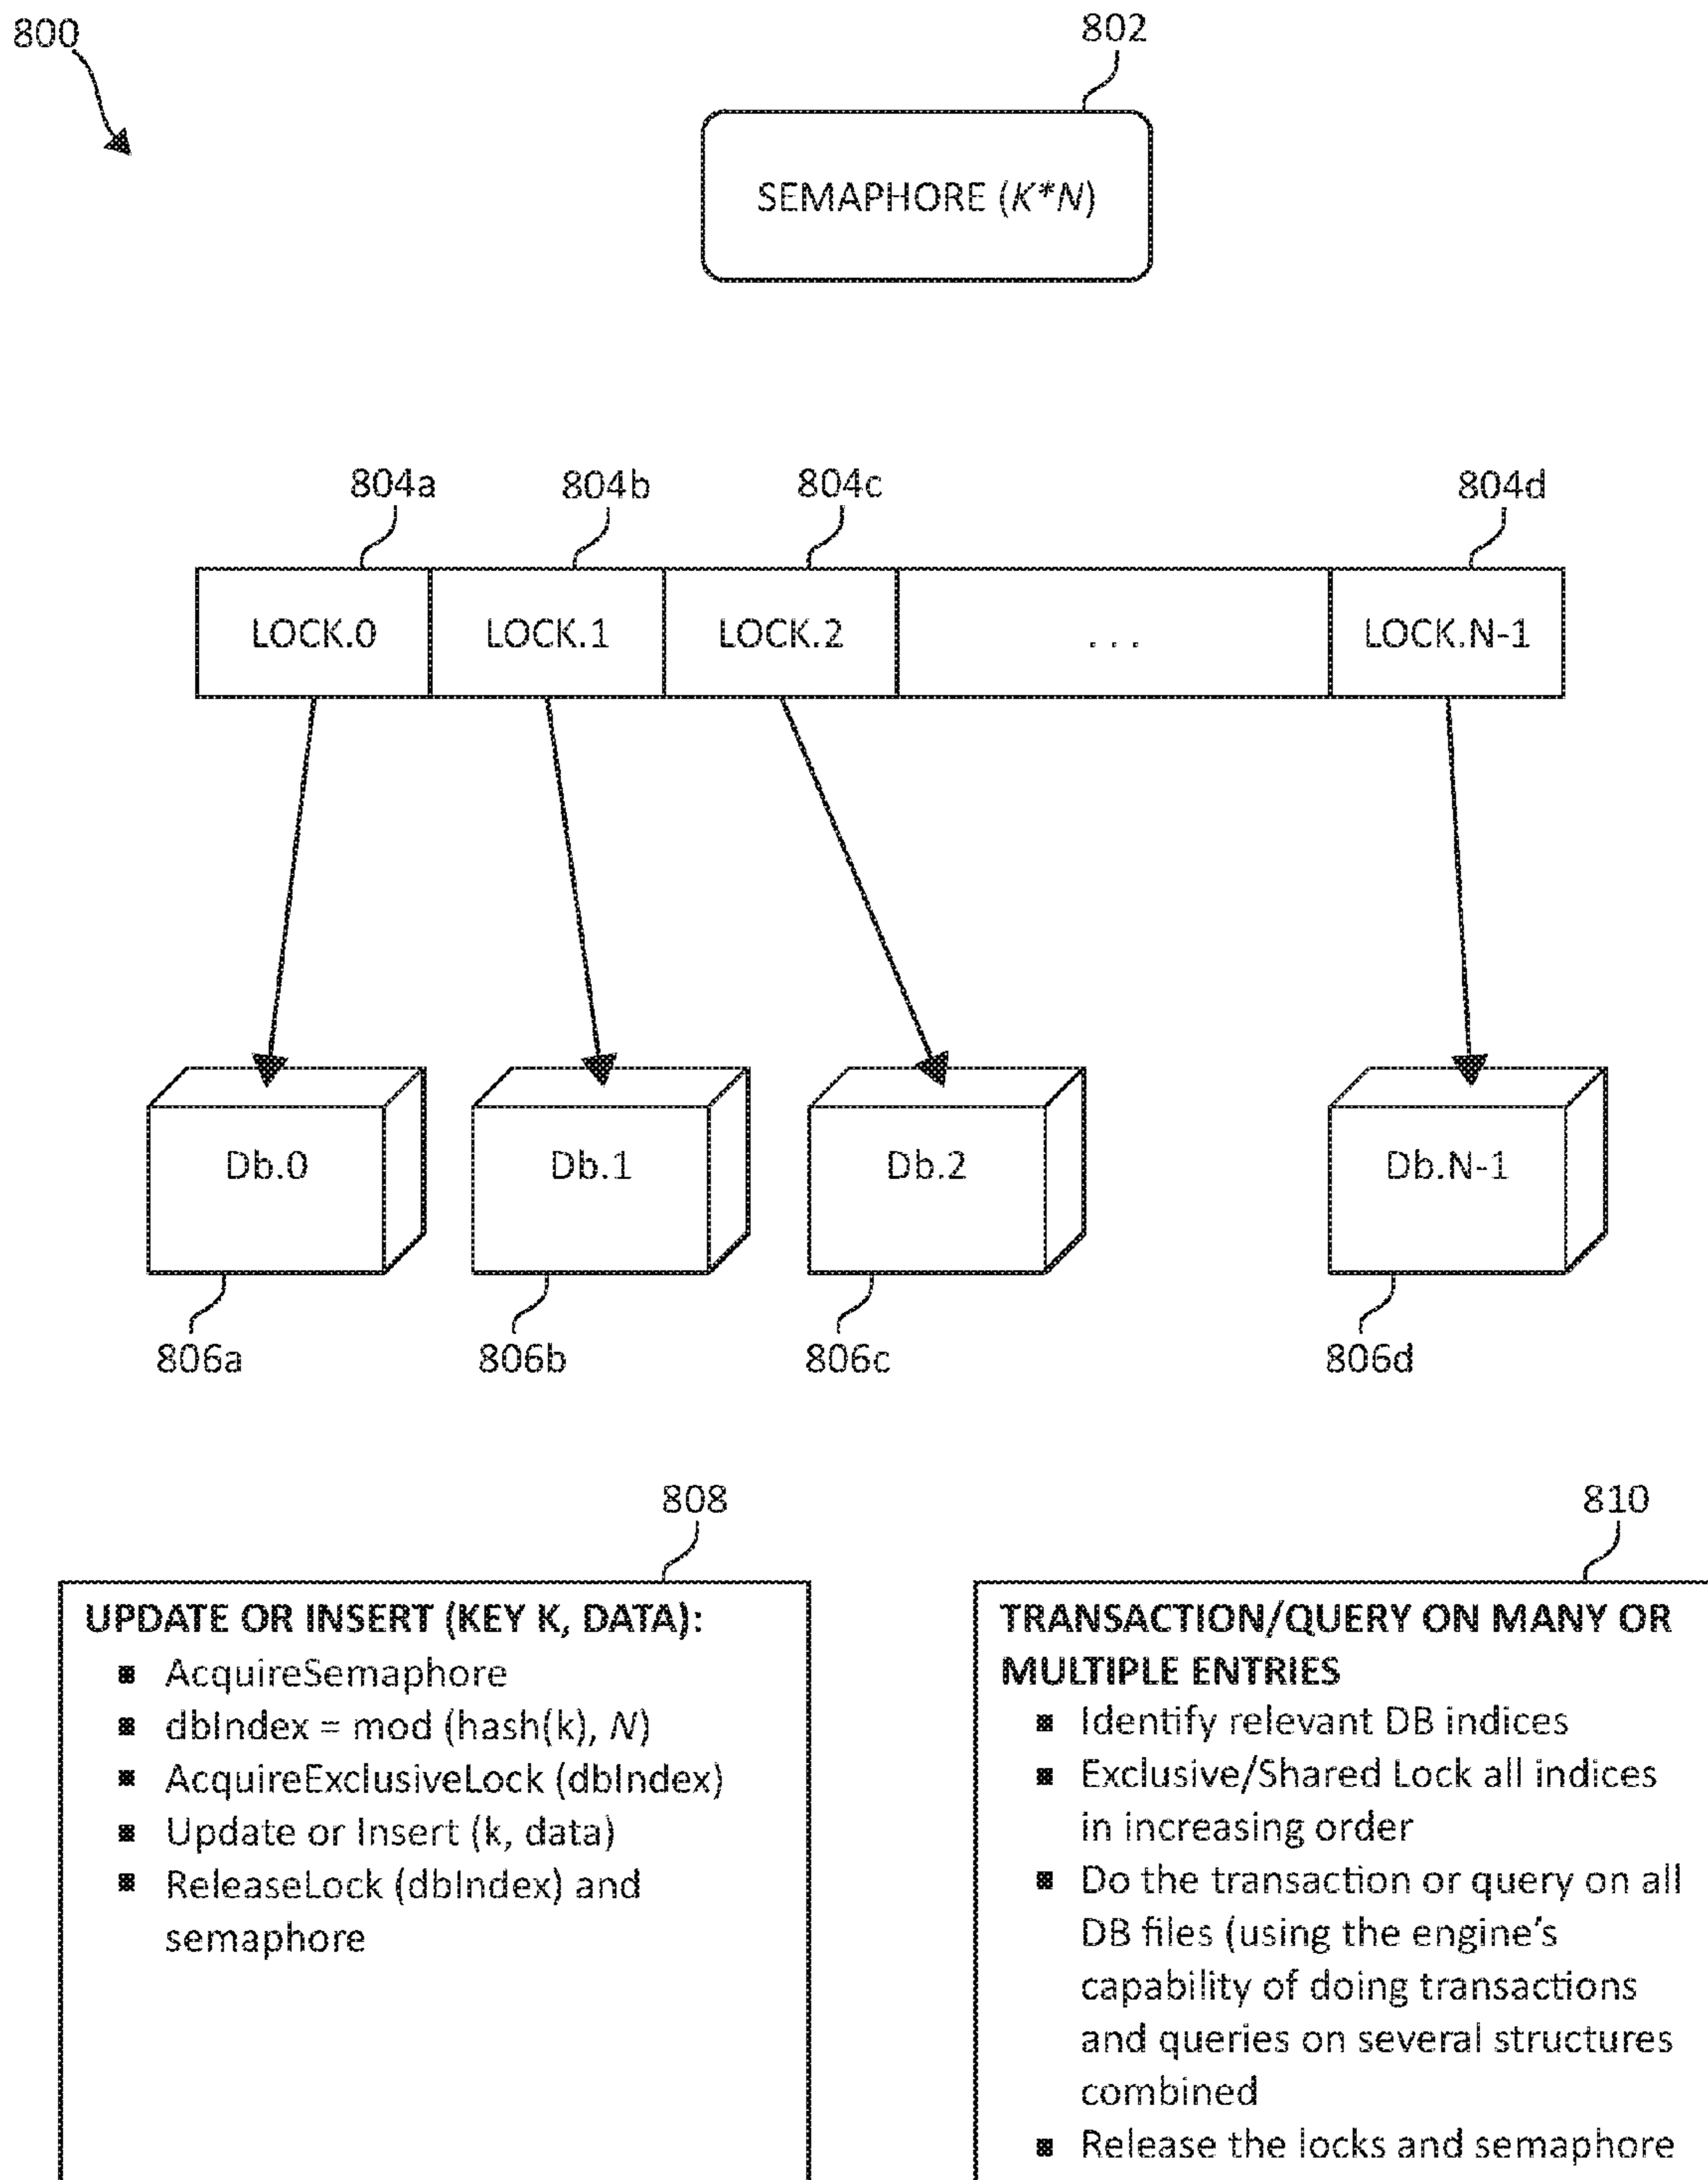 800
802
SEMAPHORE (K*N)
804a 804b 804c 804d
LOCK.0 LOCK.1 LOCK.2 ... LOCK.N-1
Db.0 Db.1 Db.2 Db.N-1
806a 806b 806c 806d
808
UPDATE OR INSERT (KEY K, DATA):
▪ AcquireSemaphore
▪ dbIndex = mod (hash(k), N)
▪ AcquireExclusiveLock (dbIndex)
▪ Update or Insert (k, data)
▪ ReleaseLock (dbIndex) and
semaphore
810
TRANSACTION/QUERY ON MANY OR
MULTIPLE ENTRIES
▪ Identify relevant DB indices
▪ Exclusive/Shared Lock all indices
in increasing order
▪ Do the transaction or query on all
DB files (using the engine's
capability of doing transactions
and queries on several structures
combined
▪ Release the locks and semaphore